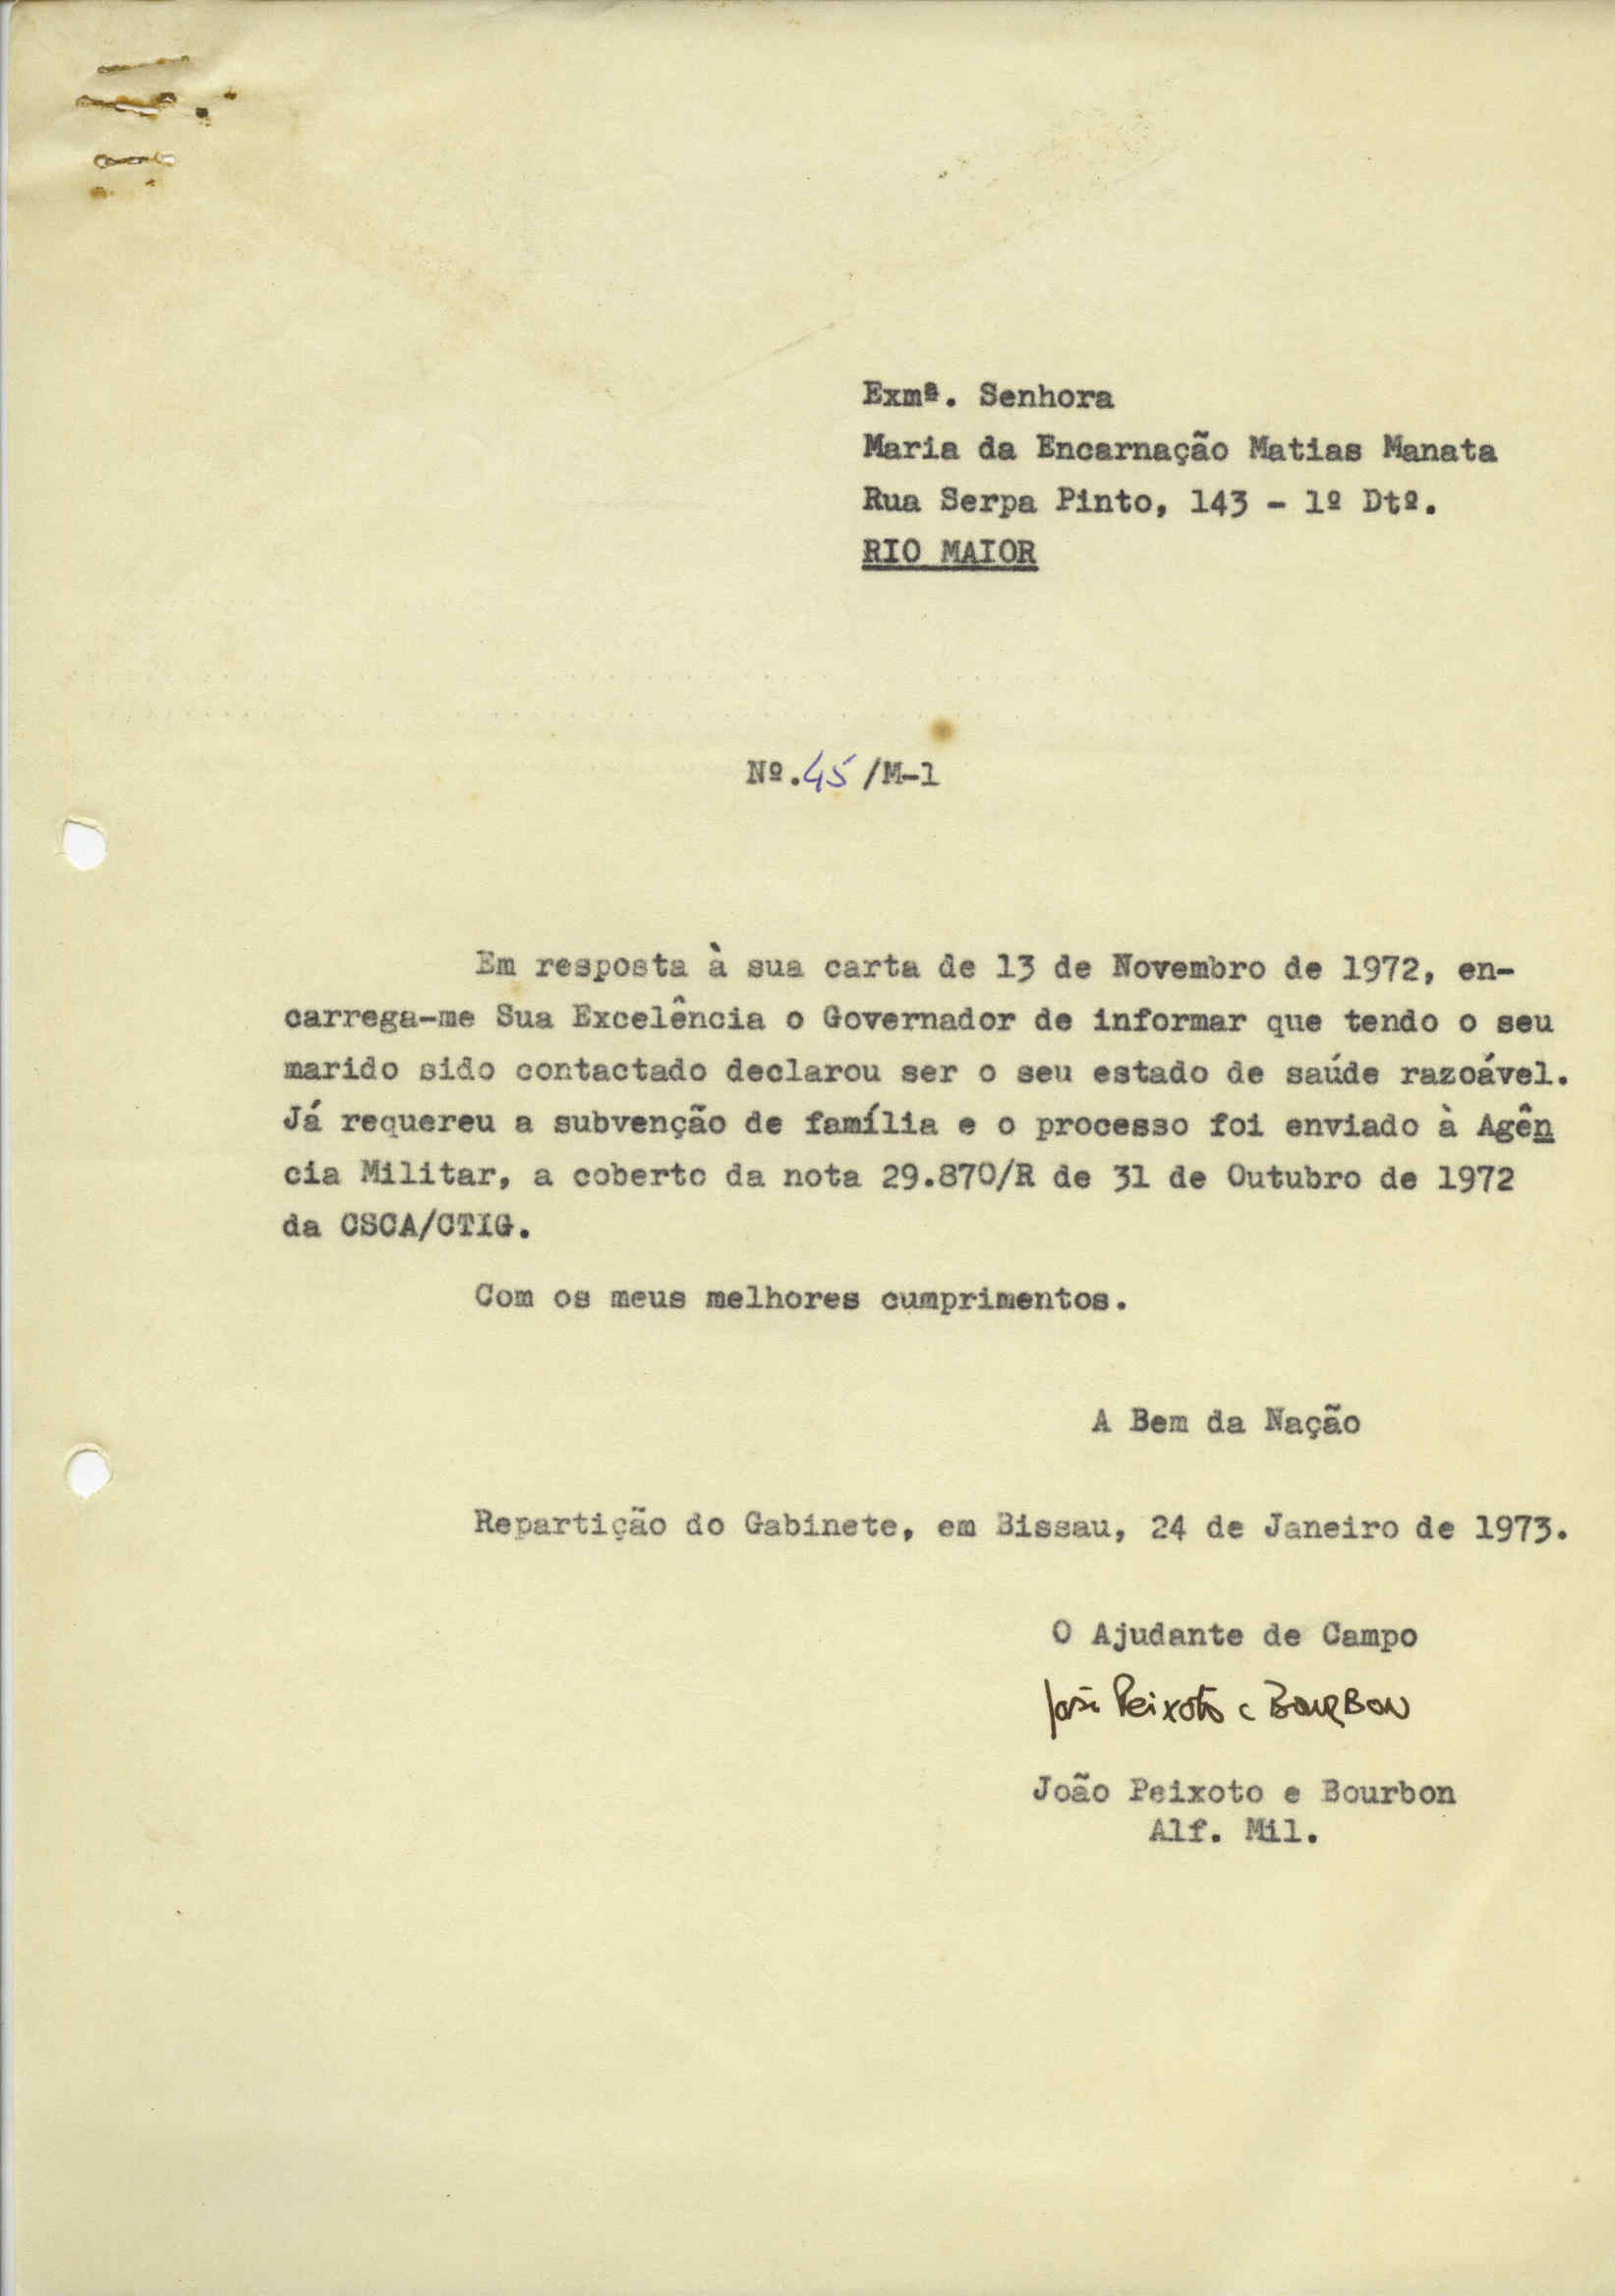 Exmª. Senhora
Maria da Encarnação Matias Manata
Rua Serpa Pinto, 143 - 1º Dtº.
RIO MAIOR
Nº.45/M-1
Em resposta à sua carta de 13 de Novembro de 1972, en-
carrega-me Sua Excelência o Governador de informar que tendo o seu
marido sido contactado declarou ser o seu estado de saúde razoável.
Já requereu a subvenção de família e o processo foi enviado à Agên
cia Militar, a coberto da nota 29.870/R de 31 de Outubro de 1972
da CSCA/CTIG.
Com os meus melhores cumprimentos.
A Bem da Nação
Repartição do Gabinete, em Bissau, 24 de Janeiro de 1973.
O Ajudante de Campo
Peixoto e Bourbon
João Peixoto e Bourbon
Alf. Mil.